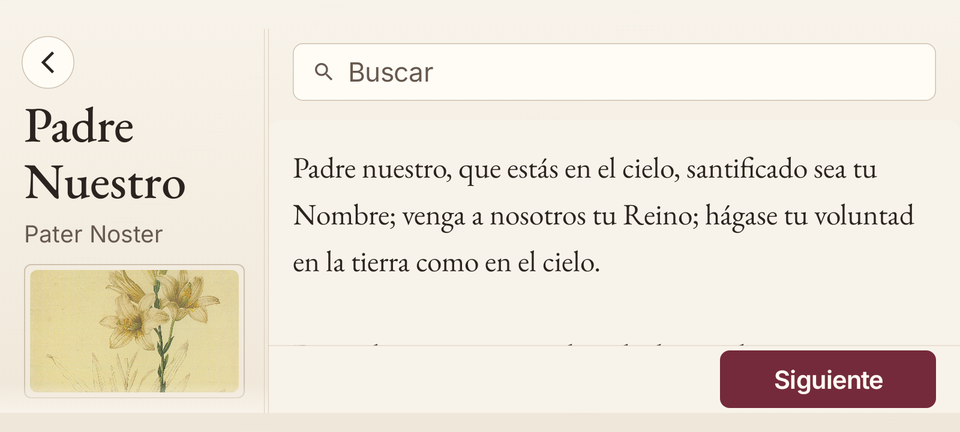 Padre
Nuestro
Pater Noster
Buscar
Padre nuestro, que estás en el cielo, santificado sea tu
Nombre; venga a nosotros tu Reino; hágase tu voluntad
en la tierra como en el cielo.
Siguiente